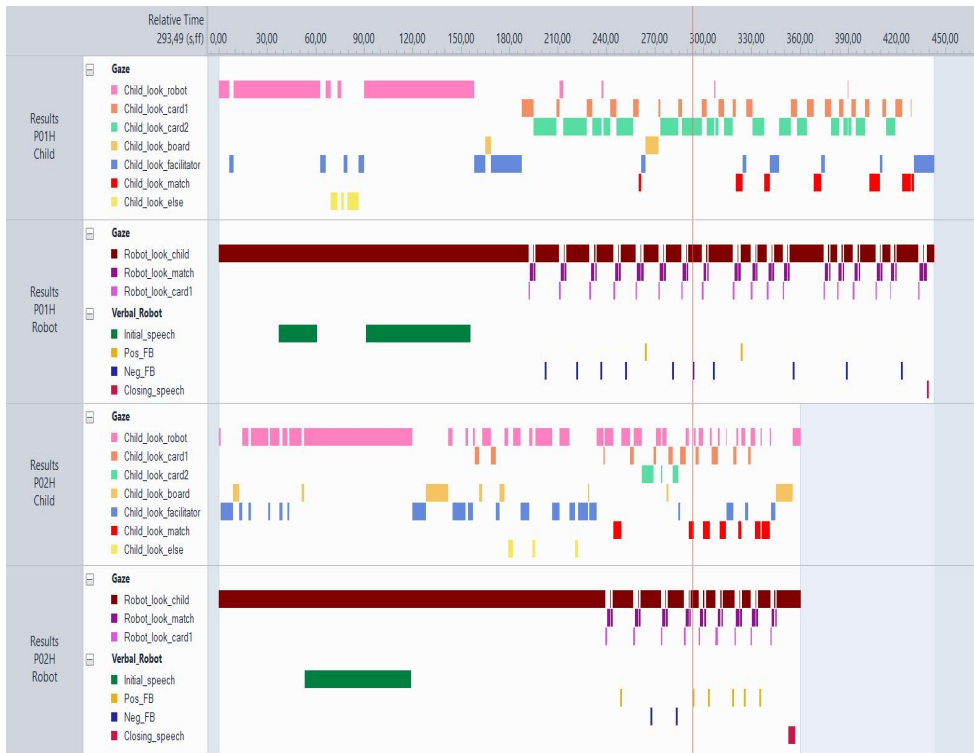 Relative Time
293,49 (s,ff) 0,00 30,00 60,00 90,00 120,00 150,00 180,00 210,00 240,00 270,00 300,00 330,00 360,00 390,00 420,00 450,00
Results
P01H
Child
Gaze
Child_look_robot
Child_look_card1
Child_look_card2
Child_look_board
Child_look_facilitator
Child_look_match
Child_look_else
Results
P01H
Robot
Gaze
Robot_look_child
Robot_look_match
Robot_look_card1
Verbal_Robot
Initial_speech
Pos_FB
Neg_FB
Closing_speech
Results
P02H
Child
Gaze
Child_look_robot
Child_look_card1
Child_look_card2
Child_look_board
Child_look_facilitator
Child_look_match
Child_look_else
Results
P02H
Robot
Gaze
Robot_look_child
Robot_look_match
Robot_look_card1
Verbal_Robot
Initial_speech
Pos_FB
Neg_FB
Closing_speech